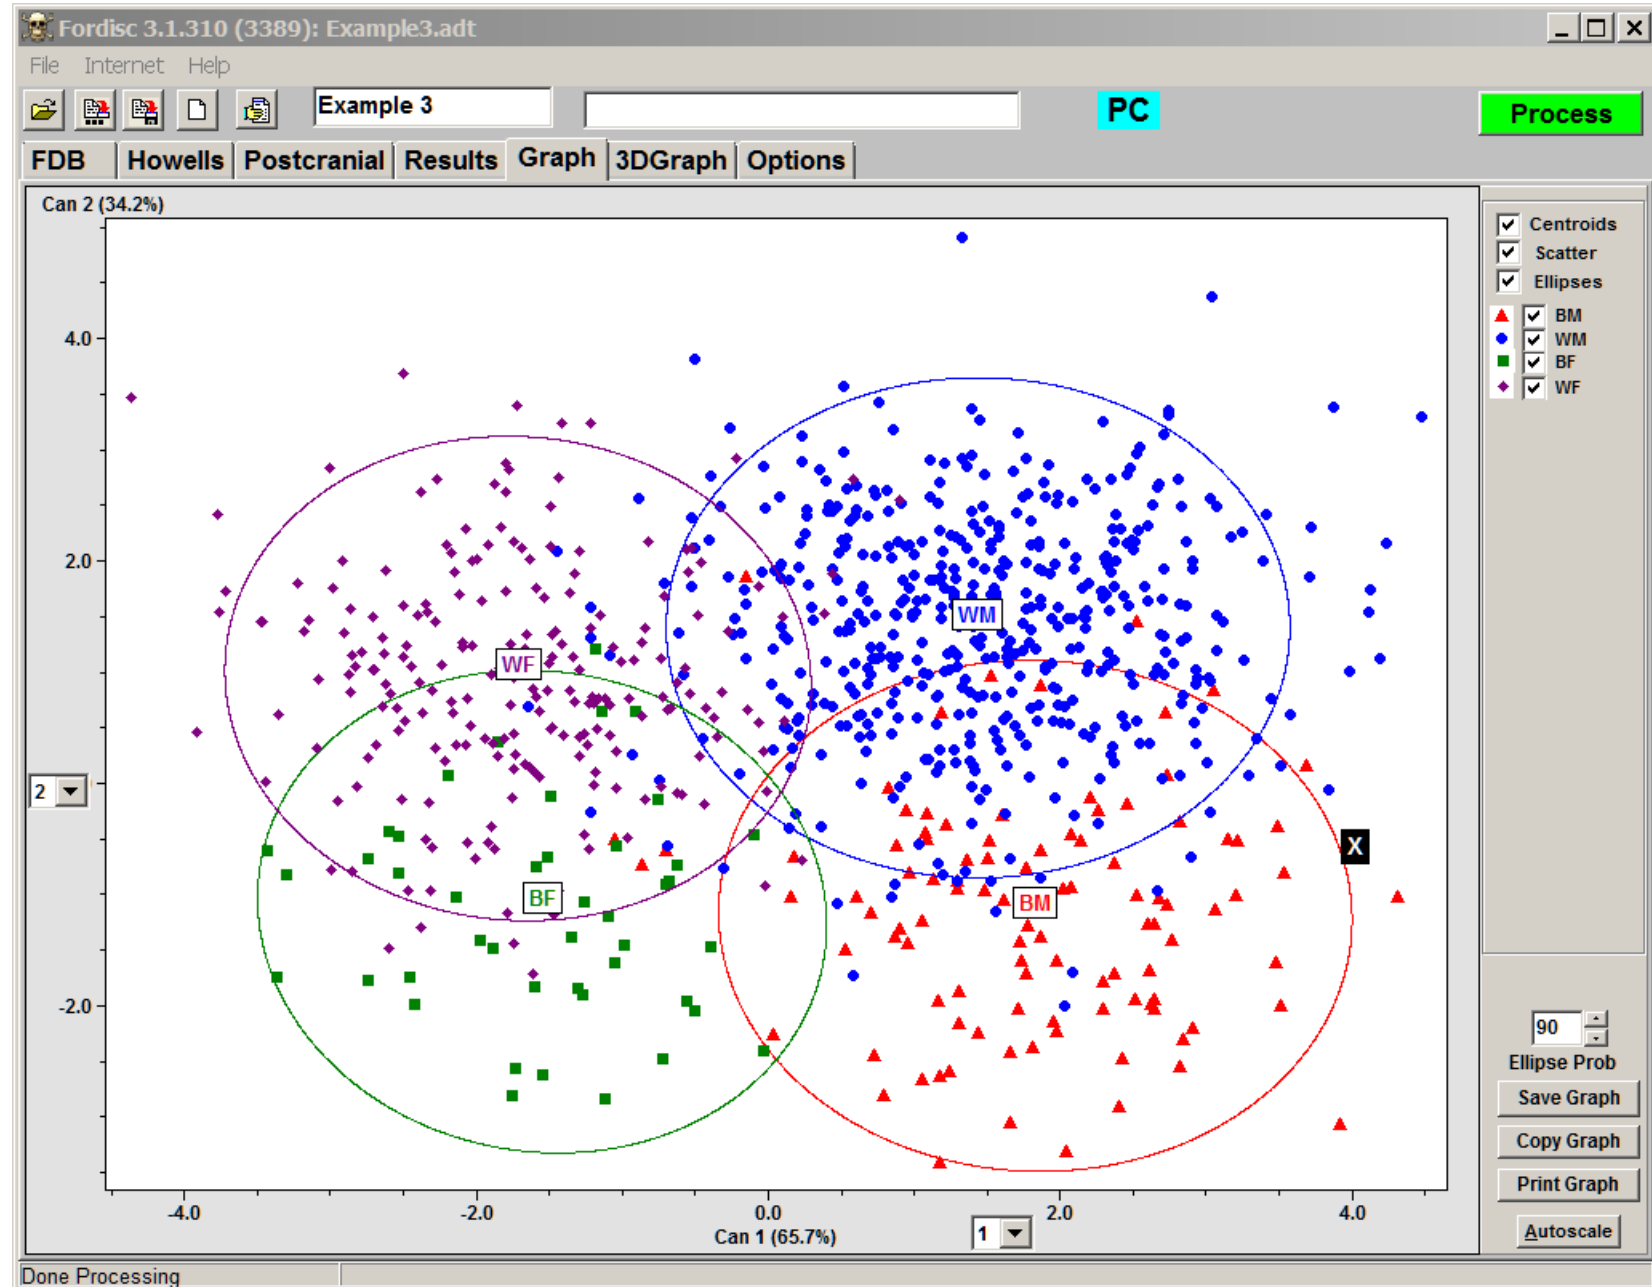 Fordisc 3.1.310 (3389): Example3.adt
File Internet Help
Example 3 PC Process
FDB Howells Postcranial Results Graph 3DGraph Options
Can 2 (34.2%)
Centroids
Scatter
Ellipses
BM
WM
BF
WF
4.0
2.0
WM
WF
2
X
BF
BM
-2.0
90
Ellipse Prob
Save Graph
Copy Graph
Print Graph
Autoscale
-4.0 -2.0 0.0 2.0 4.0
Can 1 (65.7%) 1
Done Processing